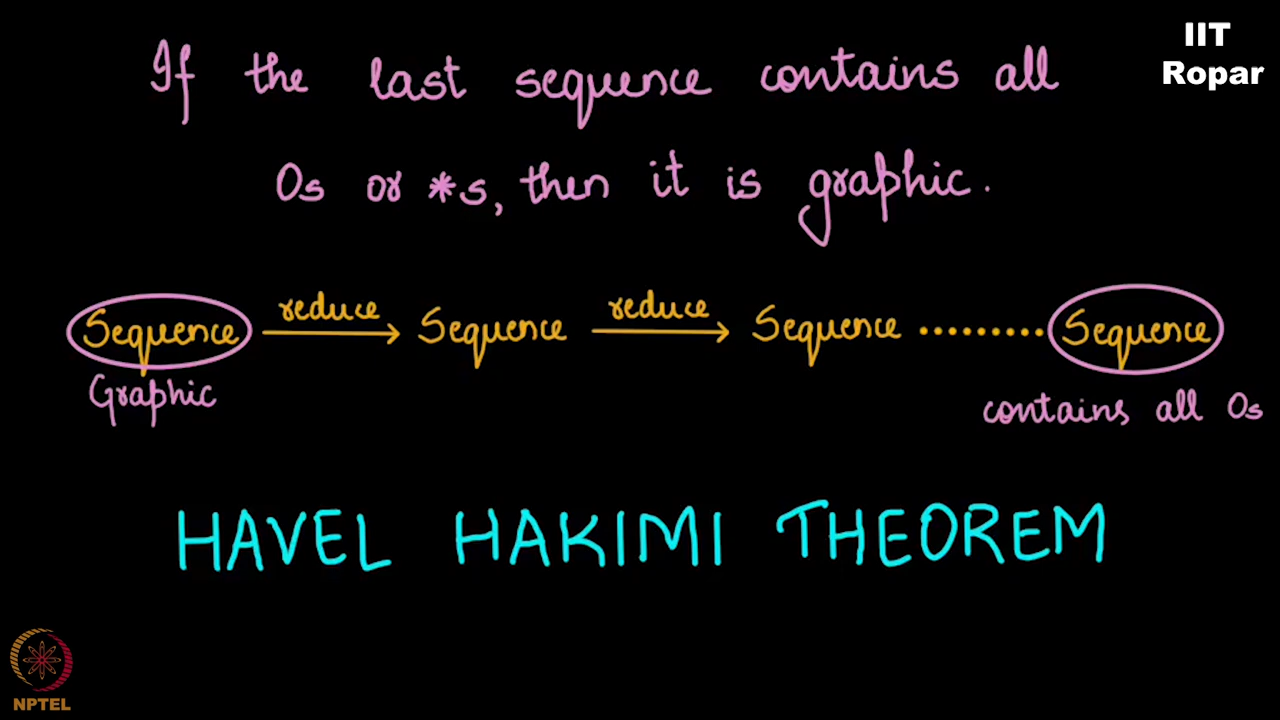 IIT
Ropar
If the last sequence contains all
0s or *s, then it is graphic.
Sequence reduce Sequence reduce Sequence ......... Sequence
Graphic contains all 0s
HAVEL HAKIMI THEOREM
NPTEL